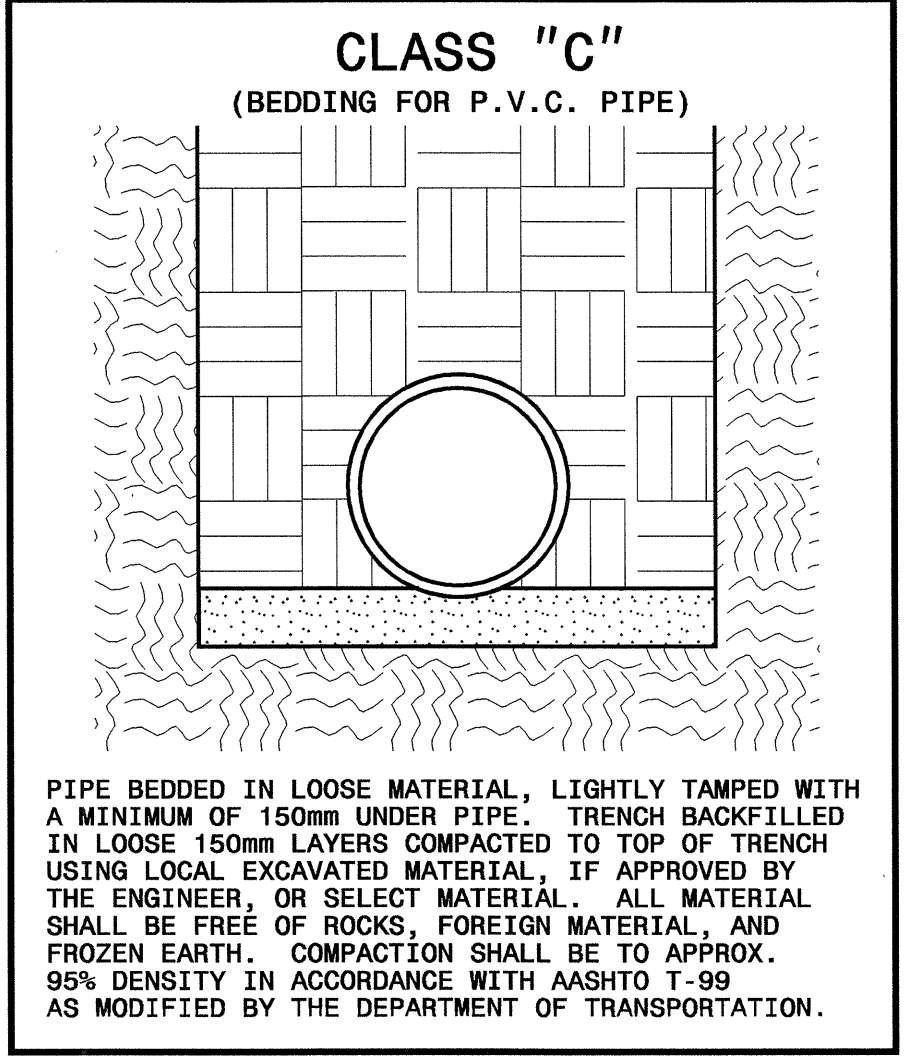 CLASS "C"
(BEDDING FOR P.V.C. PIPE)
PIPE BEDDED IN LOOSE MATERIAL, LIGHTLY TAMPED WITH
A MINIMUM OF 150mm UNDER PIPE. TRENCH BACKFILLED
IN LOOSE 150mm LAYERS COMPACTED TO TOP OF TRENCH
USING LOCAL EXCAVATED MATERIAL, IF APPROVED BY
THE ENGINEER, OR SELECT MATERIAL. ALL MATERIAL
SHALL BE FREE OF ROCKS, FOREIGN MATERIAL, AND
FROZEN EARTH. COMPACTION SHALL BE TO APPROX.
95% DENSITY IN ACCORDANCE WITH AASHTO T-99
AS MODIFIED BY THE DEPARTMENT OF TRANSPORTATION.